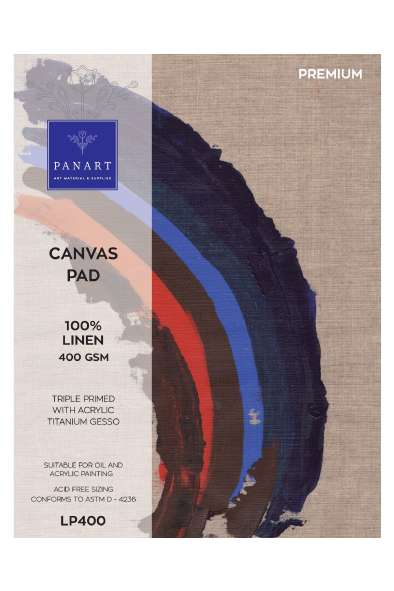 PREMIUM
PANART
ART MATERIAL & SUPPLIES
CANVAS
PAD
100%
LINEN
400 GSM
TRIPLE PRIMED
WITH ACRYLIC
TITANIUM GESSO
SUITABLE FOR OIL AND
ACRYLIC PAINTING
ACID FREE SIZING
CONFORMS TO ASTM D - 4236
LP400